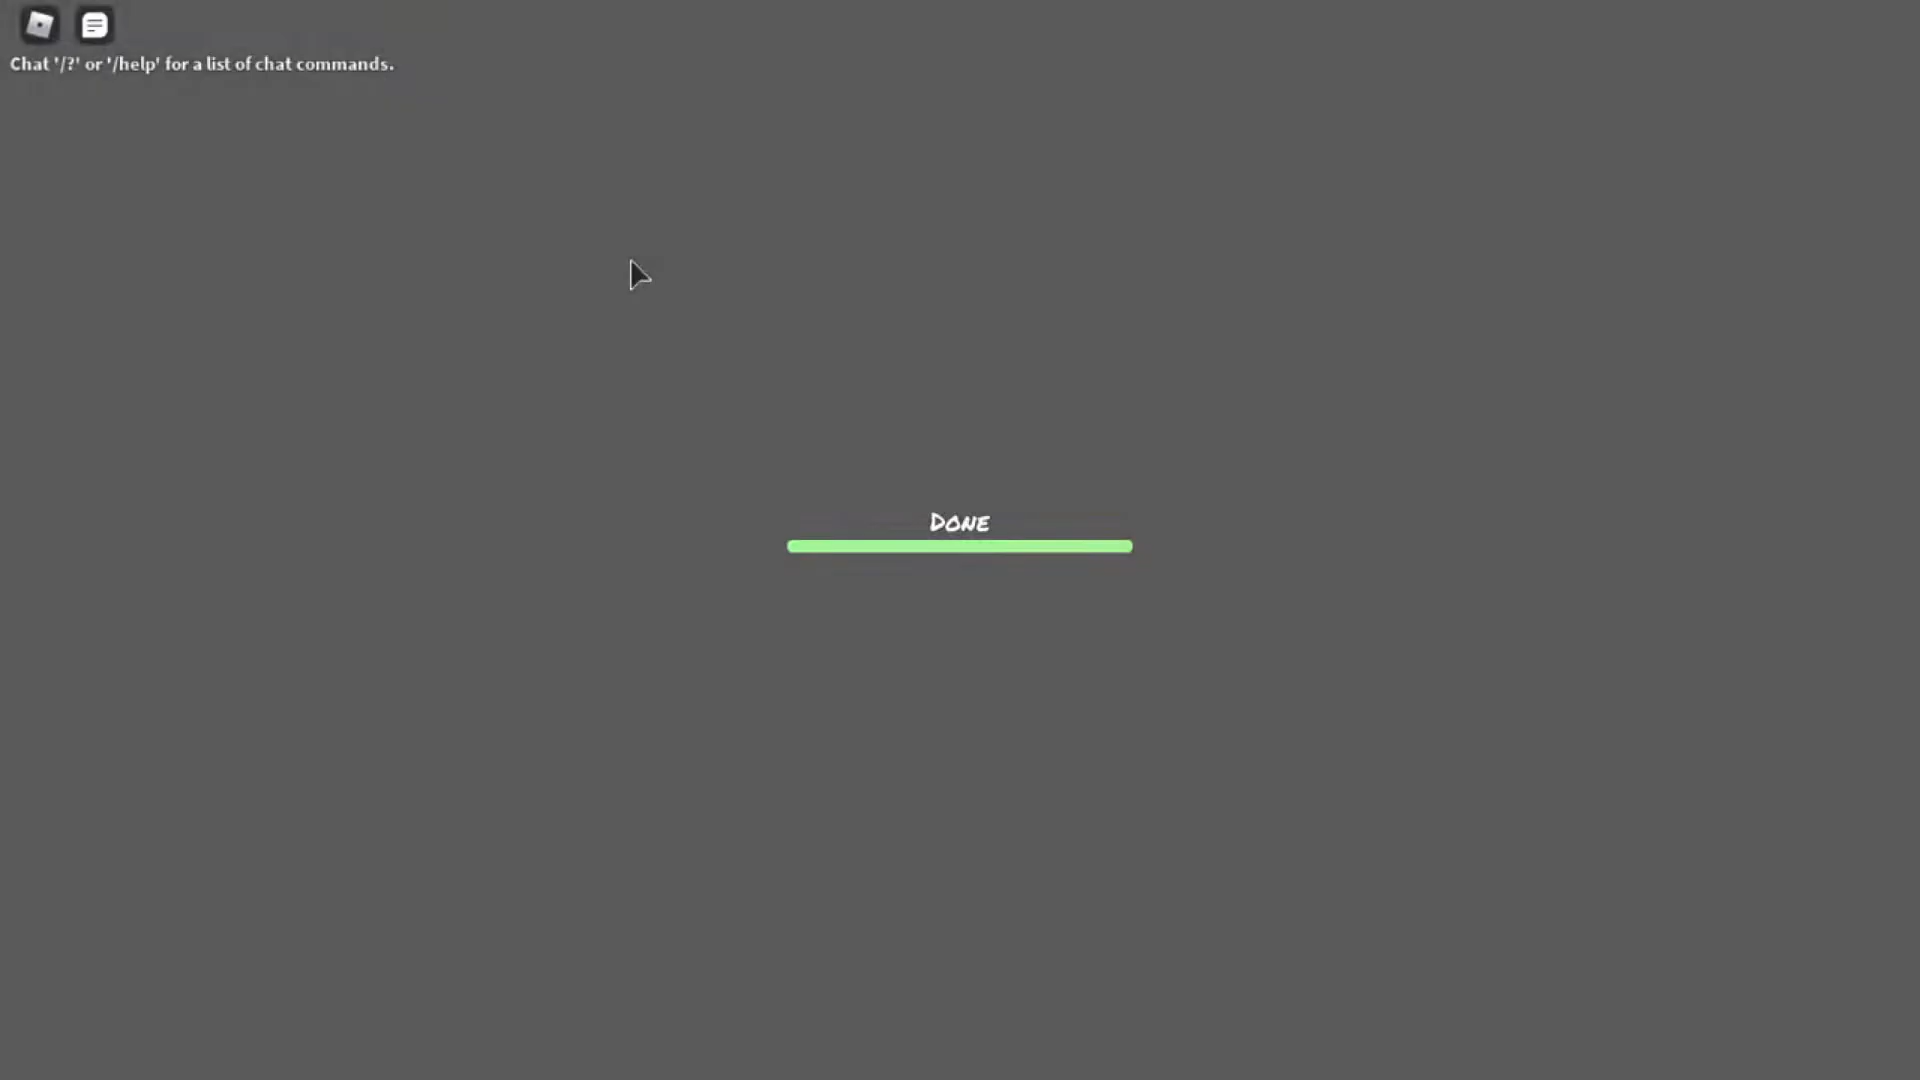 Chat '/?' or '/help' for a list of chat commands.
DONE